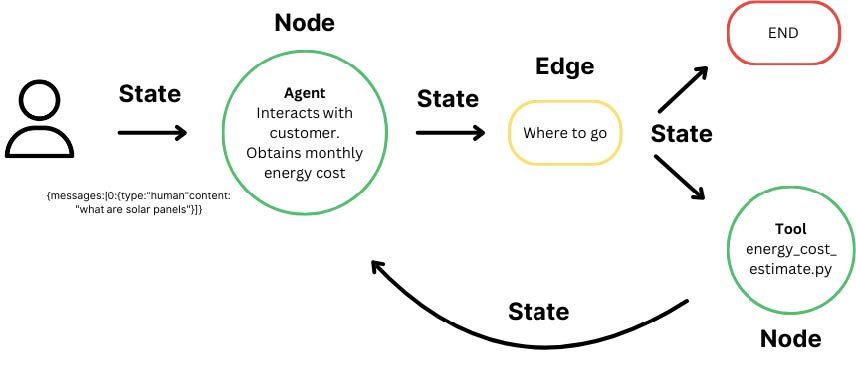 Node
END
Edge
State
Agent
Interacts with
customer.
Obtains monthly
energy cost
State
Where to go
State
{messages:|0:{type:"human"content:
"what are solar panels"}]}
Tool
energy_cost_
estimate.py
State
Node